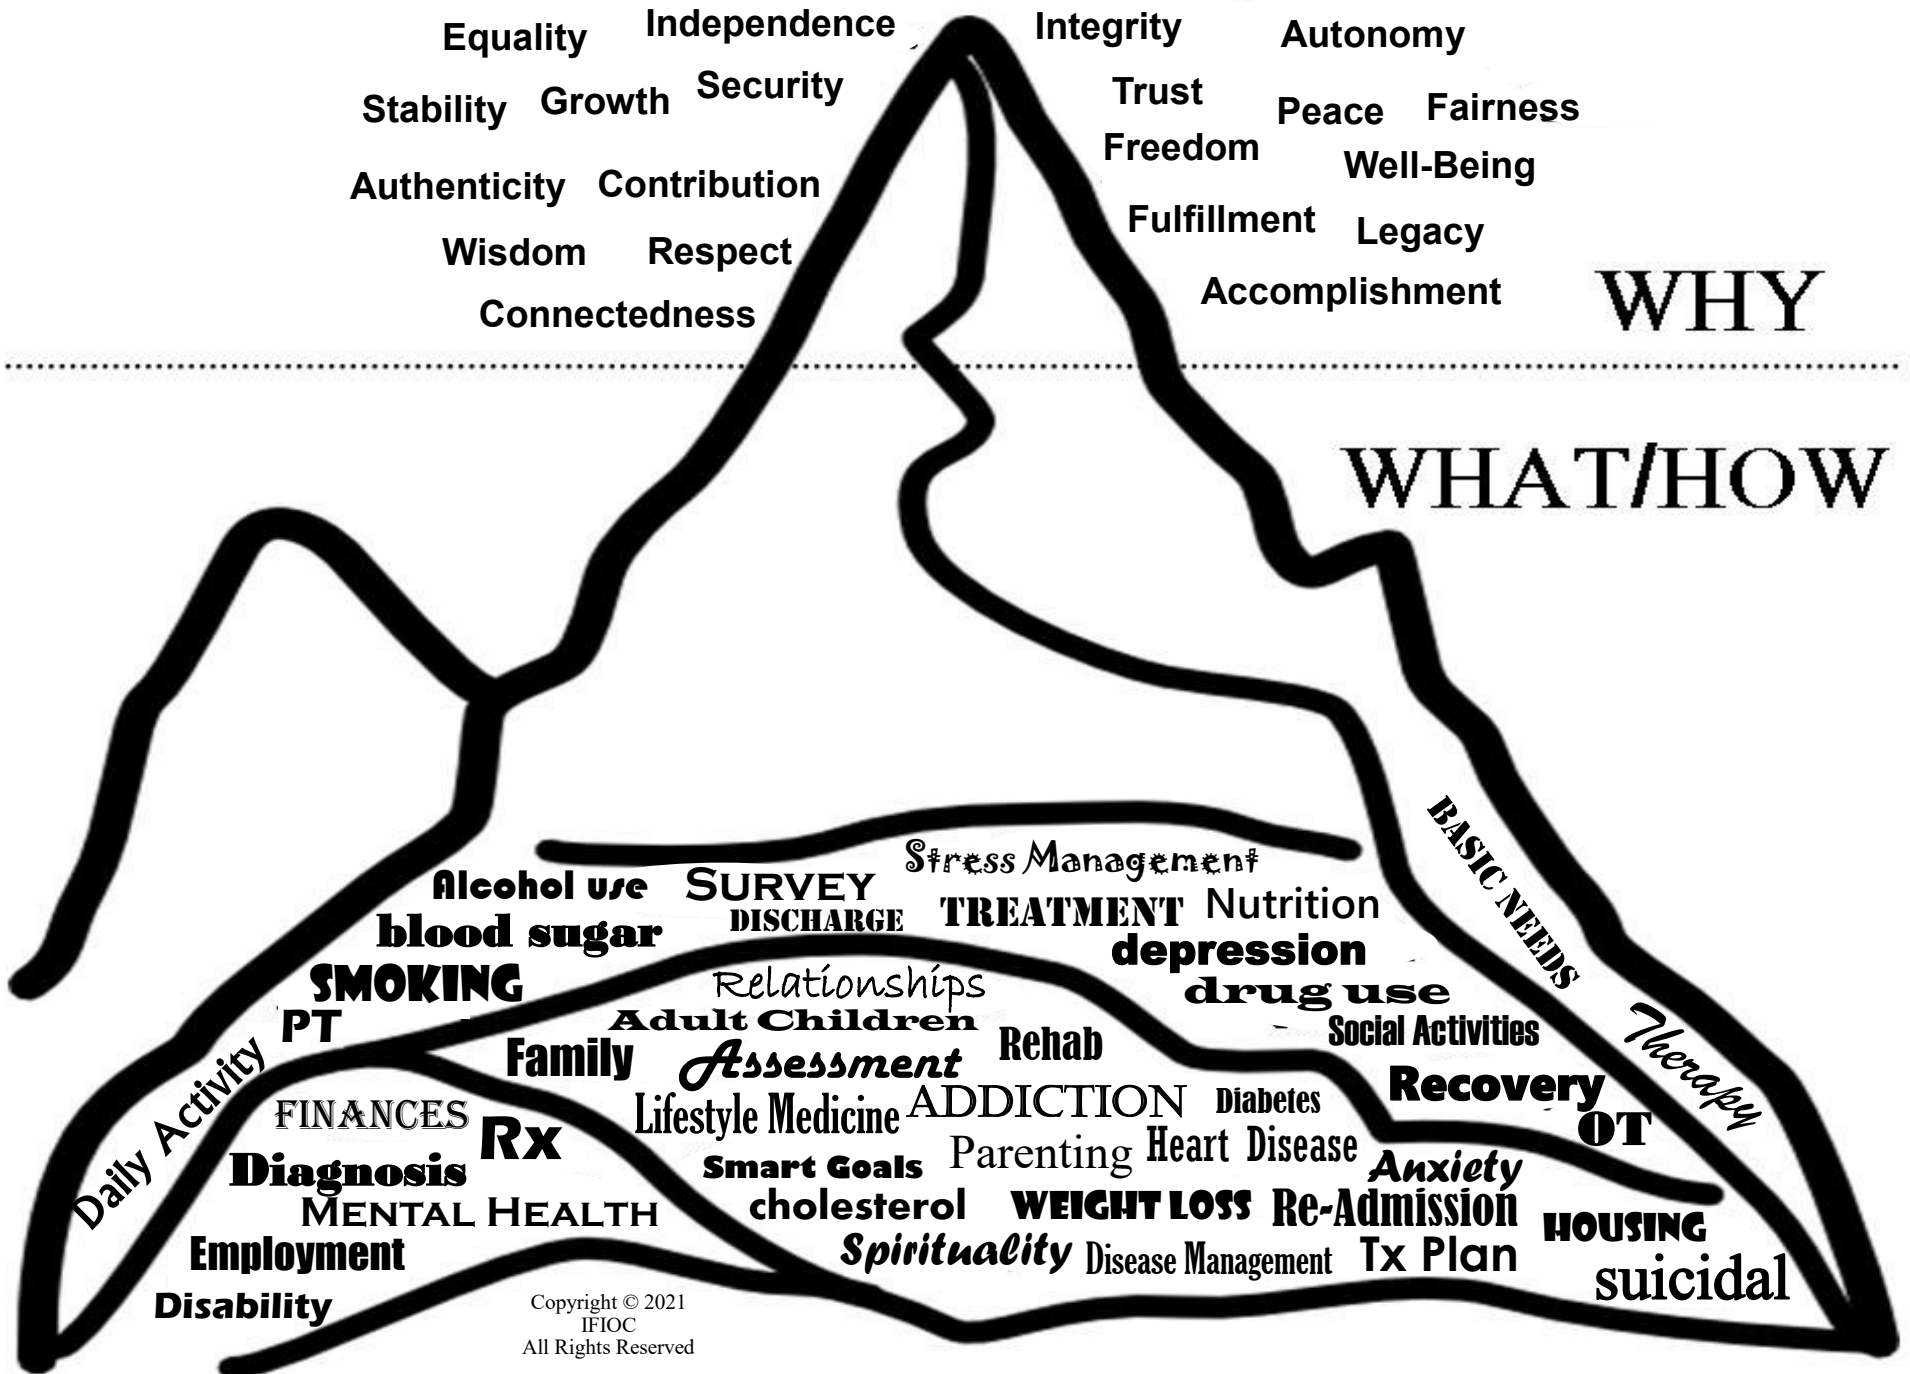 Equality
Independence
Integrity
Autonomy
Stability
Growth
Security
Trust
Peace
Fairness
Freedom
Well-Being
Authenticity
Contribution
Fulfillment
Legacy
Wisdom
Respect
Accomplishment
Connectedness
WHY
WHAT/HOW
BASIC NEEDS
Therapy
Stress Management
Alcohol use
SURVEY
Nutrition
blood sugar
DISCHARGE
TREATMENT
depression
SMOKING
drug use
PT
Social Activities
Daily Activity
Recovery
OT
Relationships
Adult Children
Family
Assessment
Rehab
Lifestyle Medicine
ADDICTION
Diabetes
Parenting
Heart Disease
Smart Goals
Anxiety
cholesterol
WEIGHT LOSS
Re-Admission
HOUSING
Spirituality
Disease Management
Tx Plan
suicidal
FINANCES
Rx
Diagnosis
MENTAL HEALTH
Employment
Disability
Copyright © 2021
IFIOC
All Rights Reserved